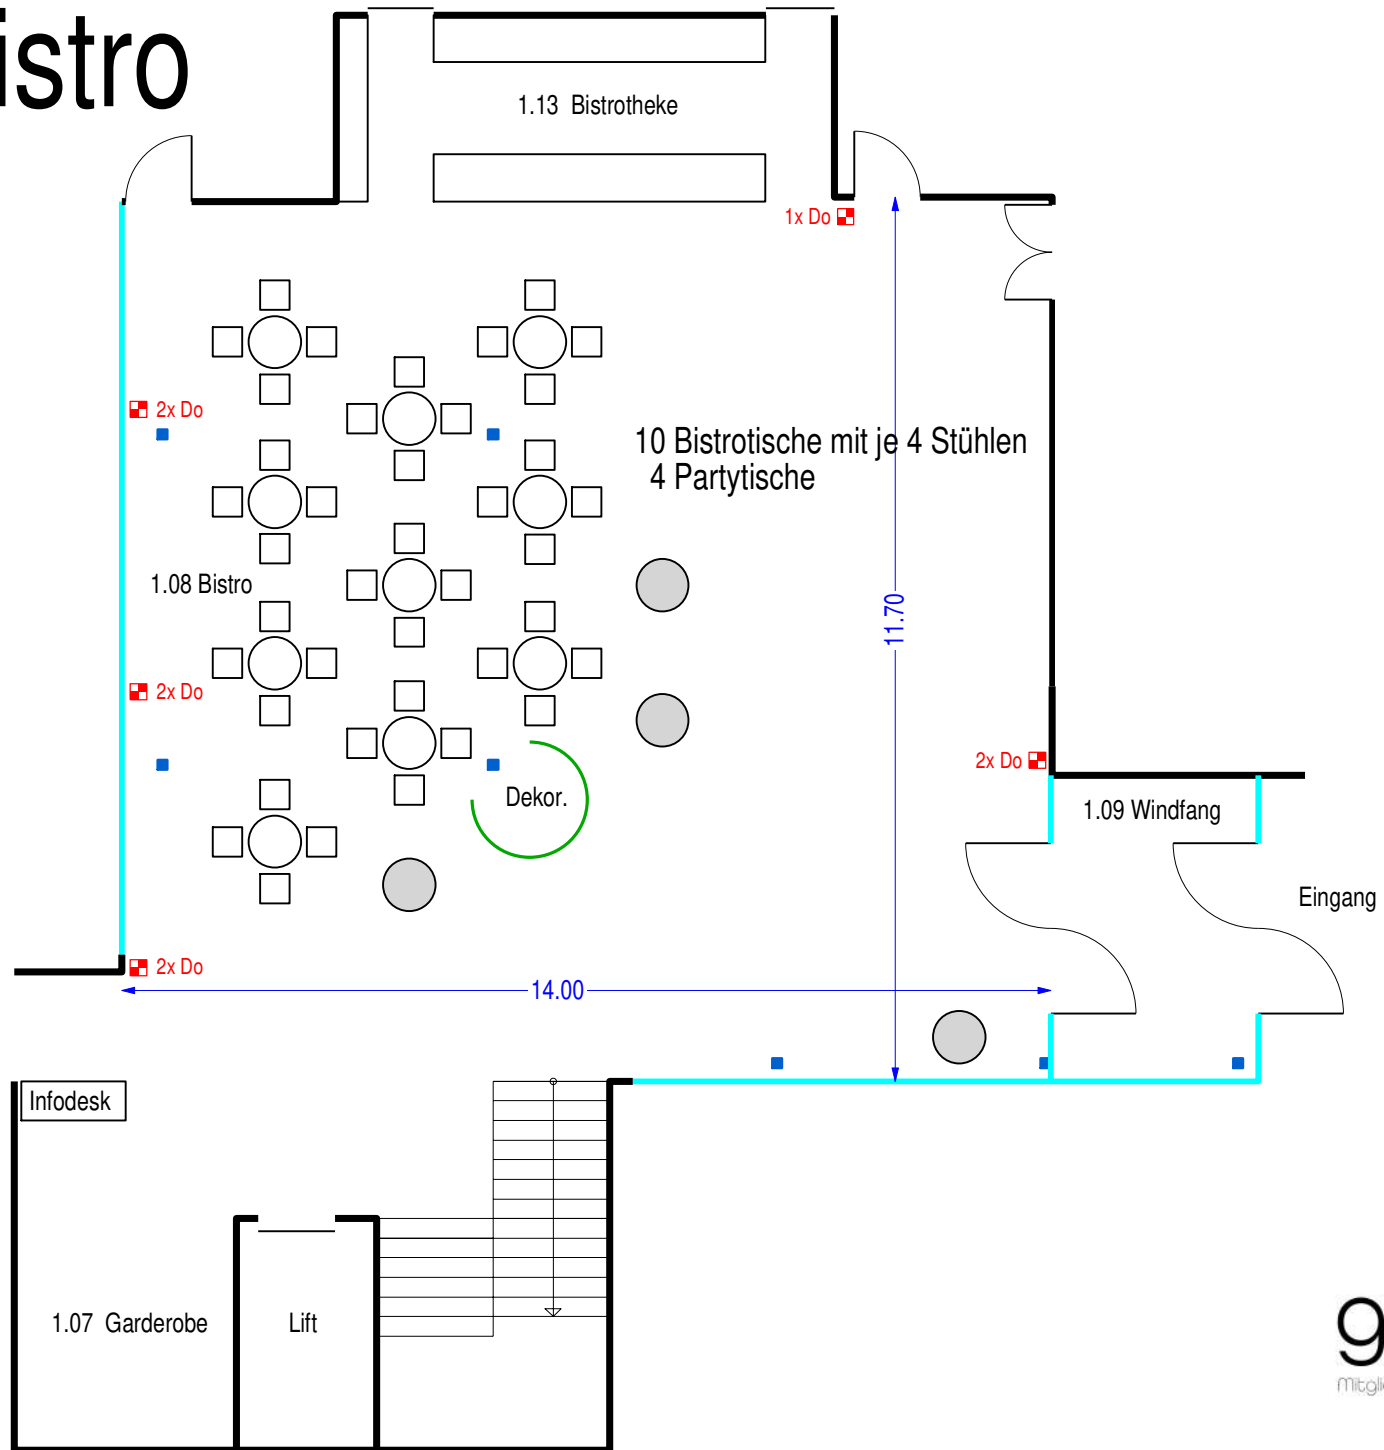 istro
1.13 Bistrotheke
1x Do
2x Do
10 Bistrotische mit je 4 Stühlen
4 Partytische
1.08 Bistro
11.70
2x Do
2x Do
Dekor.
1.09 Windfang
Eingang
2x Do
14.00
Infodesk
1.07 Garderobe
Lift
g
Mitgli